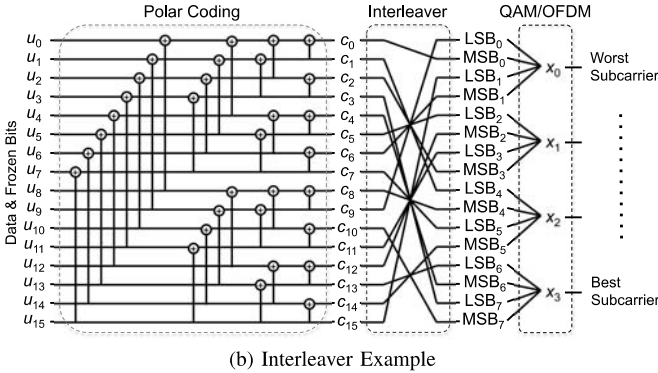 Polar Coding Interleaver QAM/OFDM
Data & Frozen Bits
u0 c0 LSB0
u1 c1 MSB0 x0 Worst Subcarrier
u2 c2 LSB1
u3 c3 MSB1
u4 c4 LSB2
u5 c5 MSB2 x1
u6 c6 LSB3
u7 c7 MSB3
u8 c8 LSB4
u9 c9 MSB4 x2
u10 c10 LSB5
u11 c11 MSB5
u12 c12 LSB6
u13 c13 MSB6 x3 Best Subcarrier
u14 c14 LSB7
u15 c15 MSB7
(b) Interleaver Example